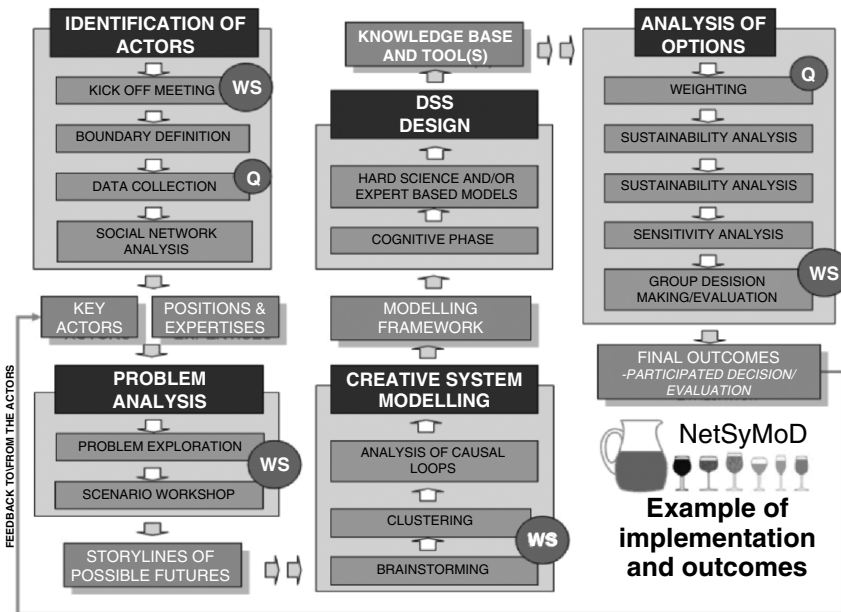 IDENTIFICATION OF
ACTORS
KICK OFF MEETING
WS
BOUNDARY DEFINITION
DATA COLLECTION
Q
SOCIAL NETWORK
ANALYSIS
KEY
ACTORS
POSITIONS &
EXPERTISES
PROBLEM
ANALYSIS
PROBLEM EXPLORATION
WS
SCENARIO WORKSHOP
STORYLINES OF
POSSIBLE FUTURES
FEEDBACK TO\FROM THE ACTORS
KNOWLEDGE BASE
AND TOOL(S)
DSS
DESIGN
HARD SCIENCE AND/OR
EXPERT BASED MODELS
COGNITIVE PHASE
MODELLING
FRAMEWORK
CREATIVE SYSTEM
MODELLING
ANALYSIS OF CAUSAL
LOOPS
CLUSTERING
WS
BRAINSTORMING
ANALYSIS OF
OPTIONS
Q
WEIGHTING
SUSTAINABILITY ANALYSIS
SUSTAINABILITY ANALYSIS
SENSITIVITY ANALYSIS
WS
GROUP DESISION
MAKING/EVALUATION
FINAL OUTCOMES
-PARTICIPATED DECISION/
EVALUATION
NetSyMoD
Example of
implementation
and outcomes